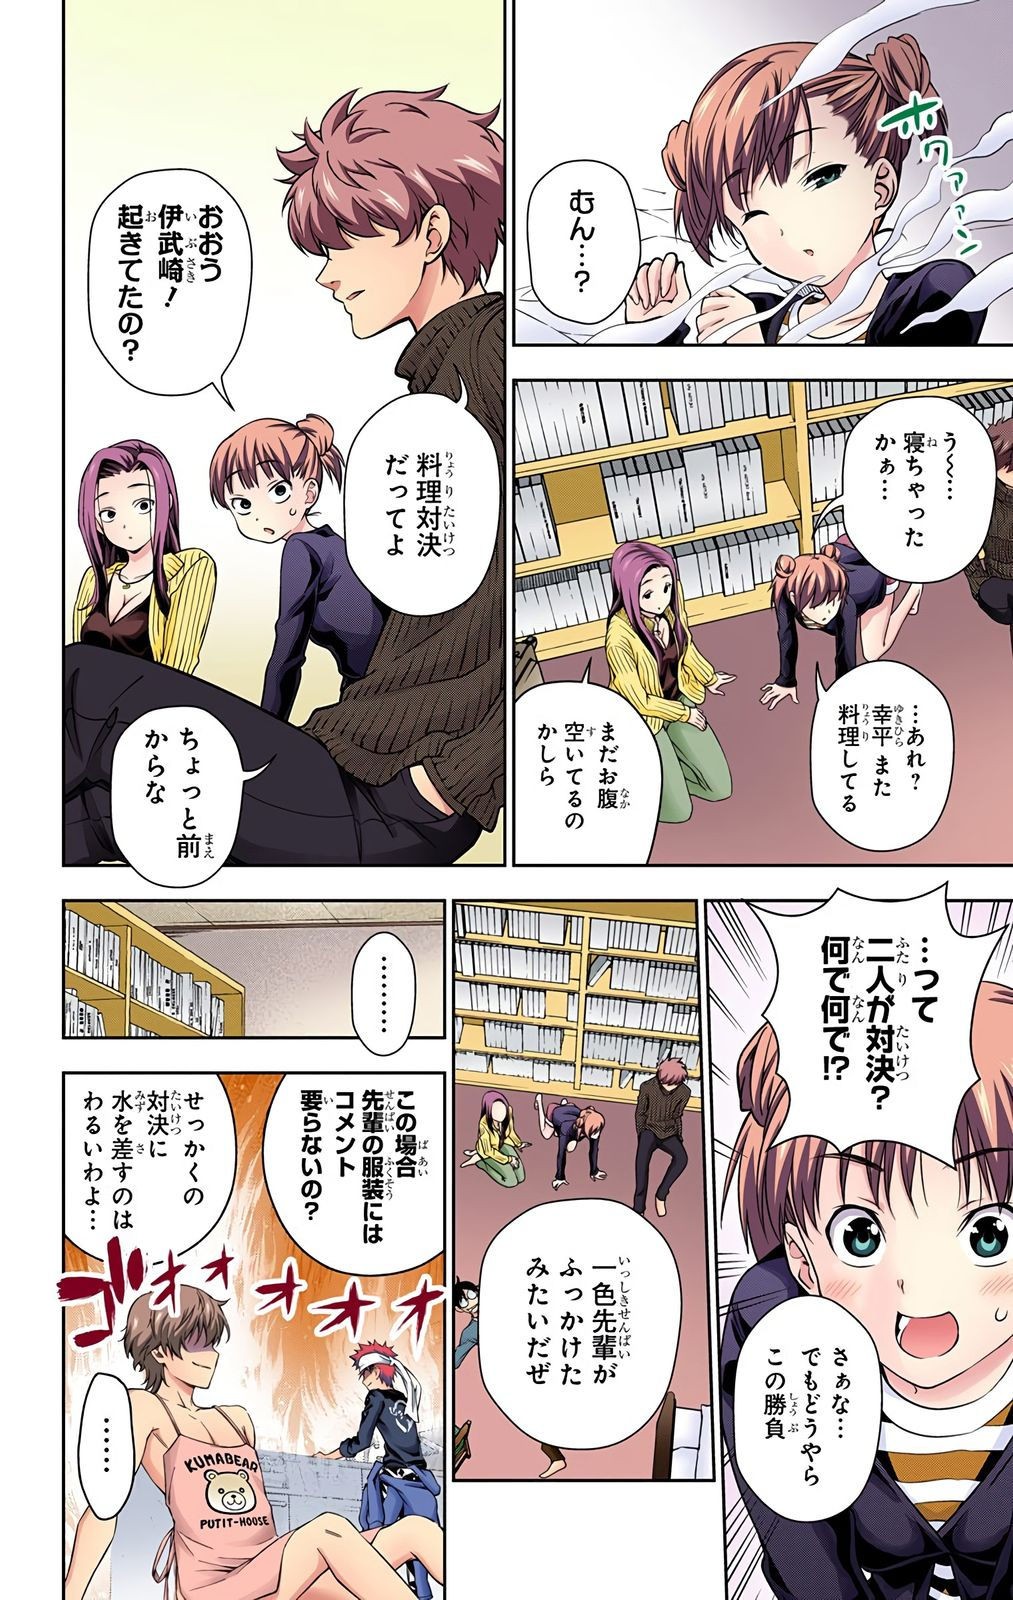 ホワァァン
むん…?
う〜〜…
寝ちゃった
かぁ…
…あれ?
幸平また
料理してる
まだお腹
空いてるの
かしら
おおう
伊武崎!
起きてたの?
料理対決
だってよ
ちょっと前
からな
…って
二人が対決?
何で何で!?
さぁな…
でもどうやら
この勝負
一色先輩が
ふっかけた
みたいだぜ
………
この場合
先輩の服装には
コメント
要らないの?
せっかくの
対決に
水を差すのは
わるいわよ…
ゴオオオオオ
……
KUMABEAR
PUTIT-HOOSE